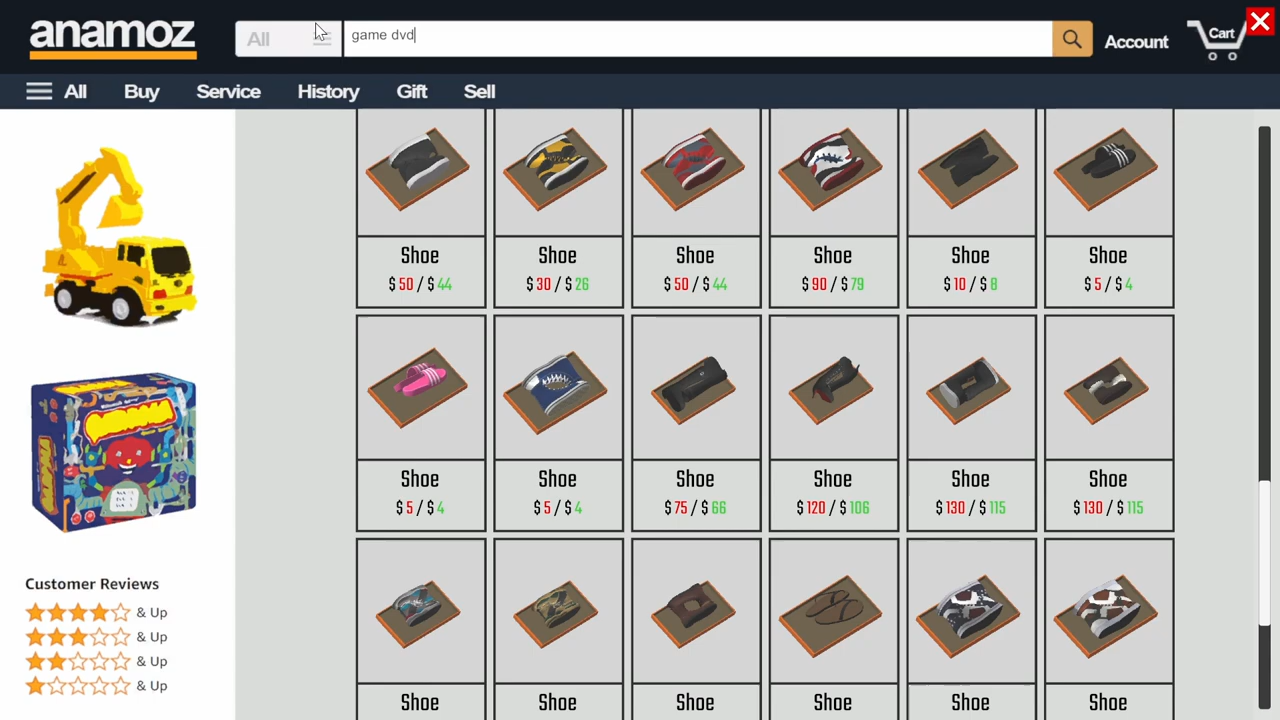 anamoz
All
game dvd
Account
Cart
All Buy Service History Gift Sell
Shoe Shoe Shoe Shoe Shoe Shoe
$ 50 / $ 44 $ 30 / $ 26 $ 50 / $ 44 $ 90 / $ 79 $ 10 / $ 8 $ 5 / $ 4
Shoe Shoe Shoe Shoe Shoe Shoe
$ 5 / $ 4 $ 5 / $ 4 $ 75 / $ 66 $ 120 / $ 106 $ 130 / $ 115 $ 130 / $ 115
Shoe Shoe Shoe Shoe Shoe Shoe
Customer Reviews
& Up
& Up
& Up
& Up